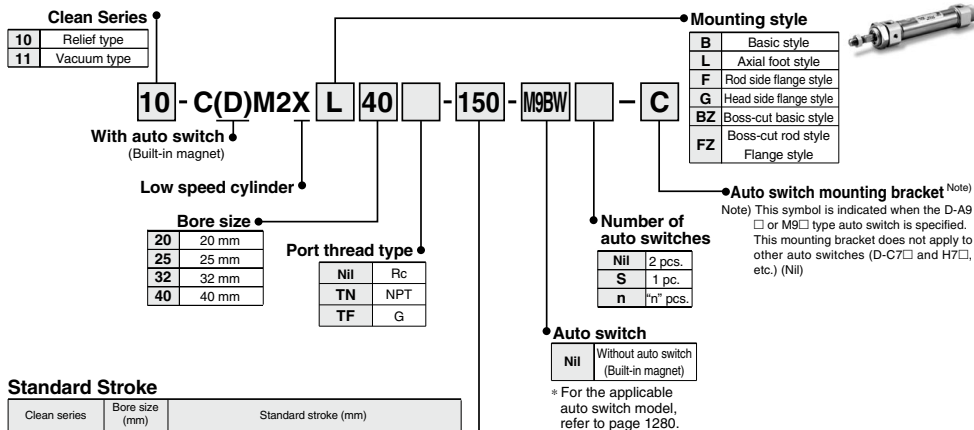 Clean Series
10 Relief type
11 Vacuum type
10 - C(D)M2X L 40 - 150 - M9BW - C
With auto switch
(Built-in magnet)
Low speed cylinder
Bore size
20 20 mm
25 25 mm
32 32 mm
40 40 mm
Port thread type
Nil Rc
TN NPT
TF G
Mounting style
B Basic style
L Axial foot style
F Rod side flange style
G Head side flange style
BZ Boss-cut basic style
FZ Boss-cut rod style
Flange style
Auto switch mounting bracket Note)
Note) This symbol is indicated when the D-A9
□ or M9□ type auto switch is specified.
This mounting bracket does not apply to
other auto switches (D-C7□ and H7□,
etc.) (Nil)
Number of
auto switches
Nil 2 pcs.
S 1 pc.
n "n" pcs.
Auto switch
Nil Without auto switch
(Built-in magnet)
* For the applicable
auto switch model,
refer to page 1280.
Standard Stroke
Clean series Bore size
(mm) Standard stroke (mm)